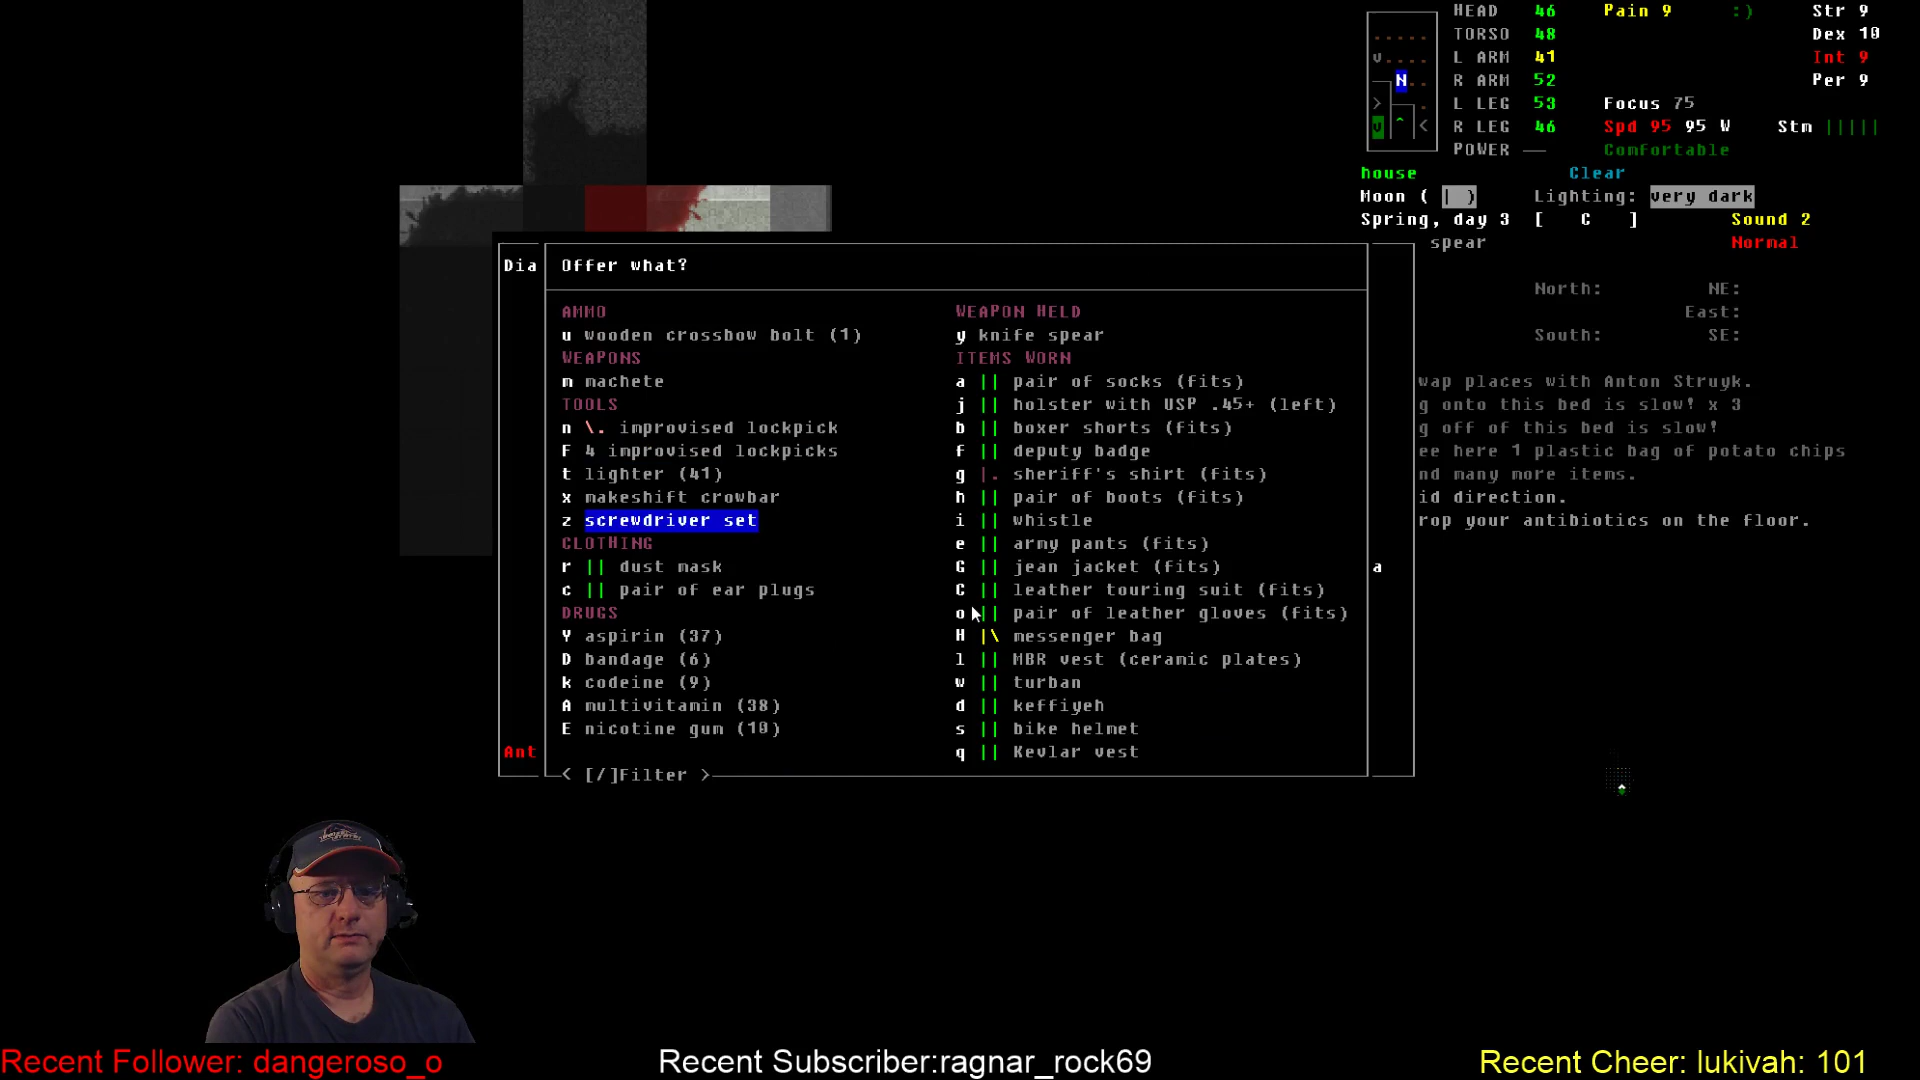 HEAD 46 Pain 9 :) Str 9
TORSO 48 Dex 10
L ARM 41 Int 9
R ARM 52 Per 9
L LEG 53 Focus 75
R LEG 46 Spd 95 95 W Stm |||||
POWER — Comfortable
house Clear
Moon ( | ) Lighting: very dark
Spring, day 3 [ C ] Sound 2
spear Normal
North: NE:
East:
South: SE:
Dia
Offer what?
AMMO
u wooden crossbow bolt (1)
WEAPONS
m machete
TOOLS
n \. improvised lockpick
F 4 improvised lockpicks
t lighter (41)
x makeshift crowbar
z screwdriver set
CLOTHING
r || dust mask
c || pair of ear plugs
DRUGS
Y aspirin (37)
D bandage (6)
k codeine (9)
A multivitamin (38)
E nicotine gum (10)
< [/]Filter >
WEAPON HELD
y knife spear
ITEMS WORN
a || pair of socks (fits)
j || holster with USP .45+ (left)
b || boxer shorts (fits)
f || deputy badge
g |. sheriff's shirt (fits)
h || pair of boots (fits)
i || whistle
e || army pants (fits)
G || jean jacket (fits)
C || leather touring suit (fits)
o || pair of leather gloves (fits)
H |\ messenger bag
l || MBR vest (ceramic plates)
w || turban
d || keffiyeh
s || bike helmet
q || Kevlar vest
Ant
a
wap places with Anton Struyk.
g onto this bed is slow! x 3
g off of this bed is slow!
ee here 1 plastic bag of potato chips
nd many more items.
id direction.
rop your antibiotics on the floor.
Recent Follower: dangeroso_o
Recent Subscriber:ragnar_rock69
Recent Cheer: lukivah: 101